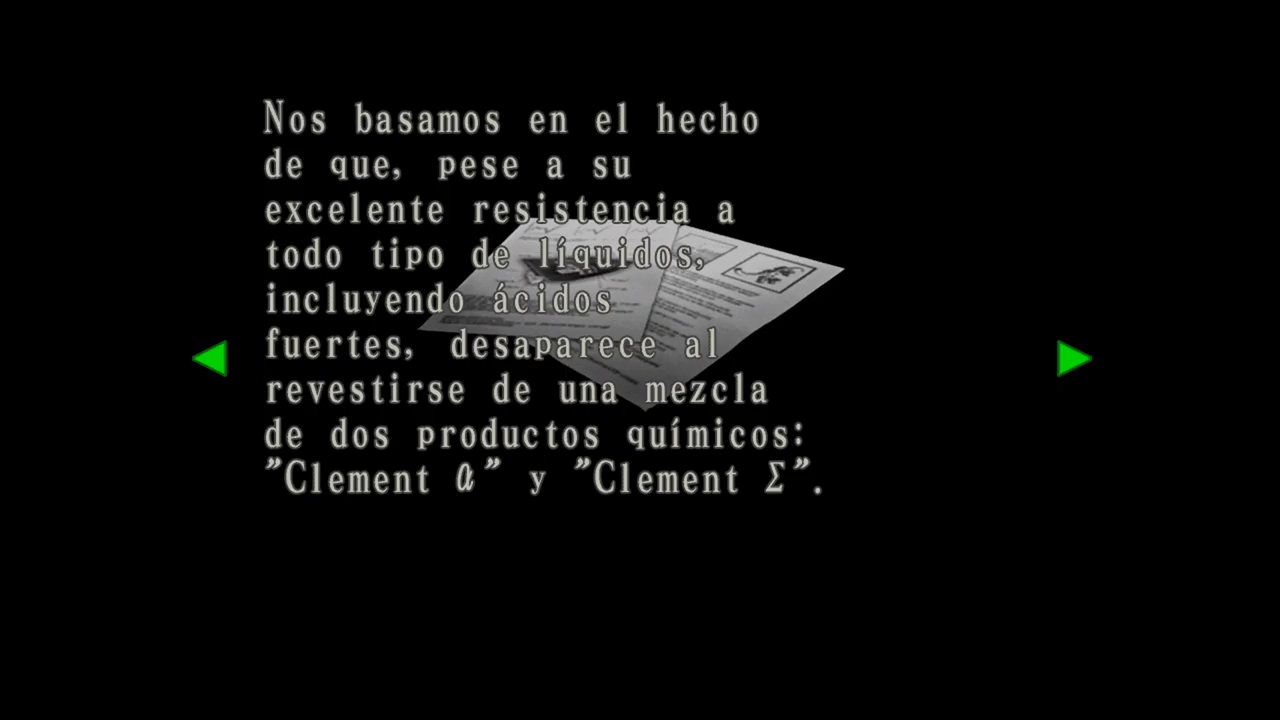 Nos basamos en el hecho
de que, pese a su
excelente resistencia a
todo tipo de líquidos,
incluyendo ácidos
fuertes, desaparece al
revestirse de una mezcla
de dos productos químicos:
”Clement α” y ”Clement Σ”.